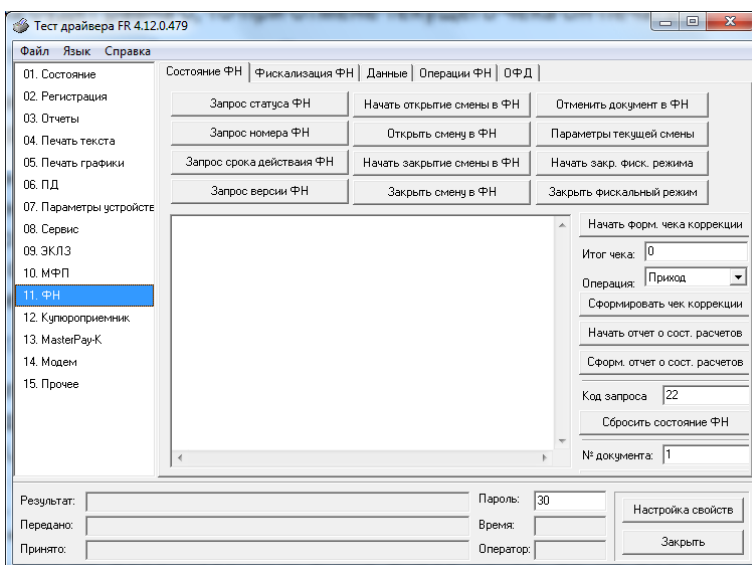 Тест драйвера FR 4.12.0.479
Файл Язык Справка
01. Состояние
02. Регистрация
03. Отчеты
04. Печать текста
05. Печать графики
06. ПД
07. Параметры устройств
08. Сервис
09. ЭКЛЗ
10. МФП
11. ФН
12. Купюроприемник
13. MasterPay-K
14. Модем
15. Прочее
Состояние ФН Фискализация ФН Данные Операции ФН ОФД
Запрос статуса ФН Начать открытие смены в ФН Отменить документ в ФН
Запрос номера ФН Открыть смену в ФН Параметры текущей смены
Запрос срока действаия ФН Начать закрытие смены в ФН Начать закр. фиск. режима
Запрос версии ФН Закрыть смену в ФН Закрыть фискальный режим
Начать форм. чека коррекции
Итог чека: 0
Операция: Приход
Сформировать чек коррекции
Начать отчет о сост. расчетов
Сформ. отчет о сост. расчетов
Код запроса 22
Сбросить состояние ФН
№ документа: 1
Результат: Пароль: 30 Настройка свойств
Передано: Время:
Принято: Оператор: Закрыть